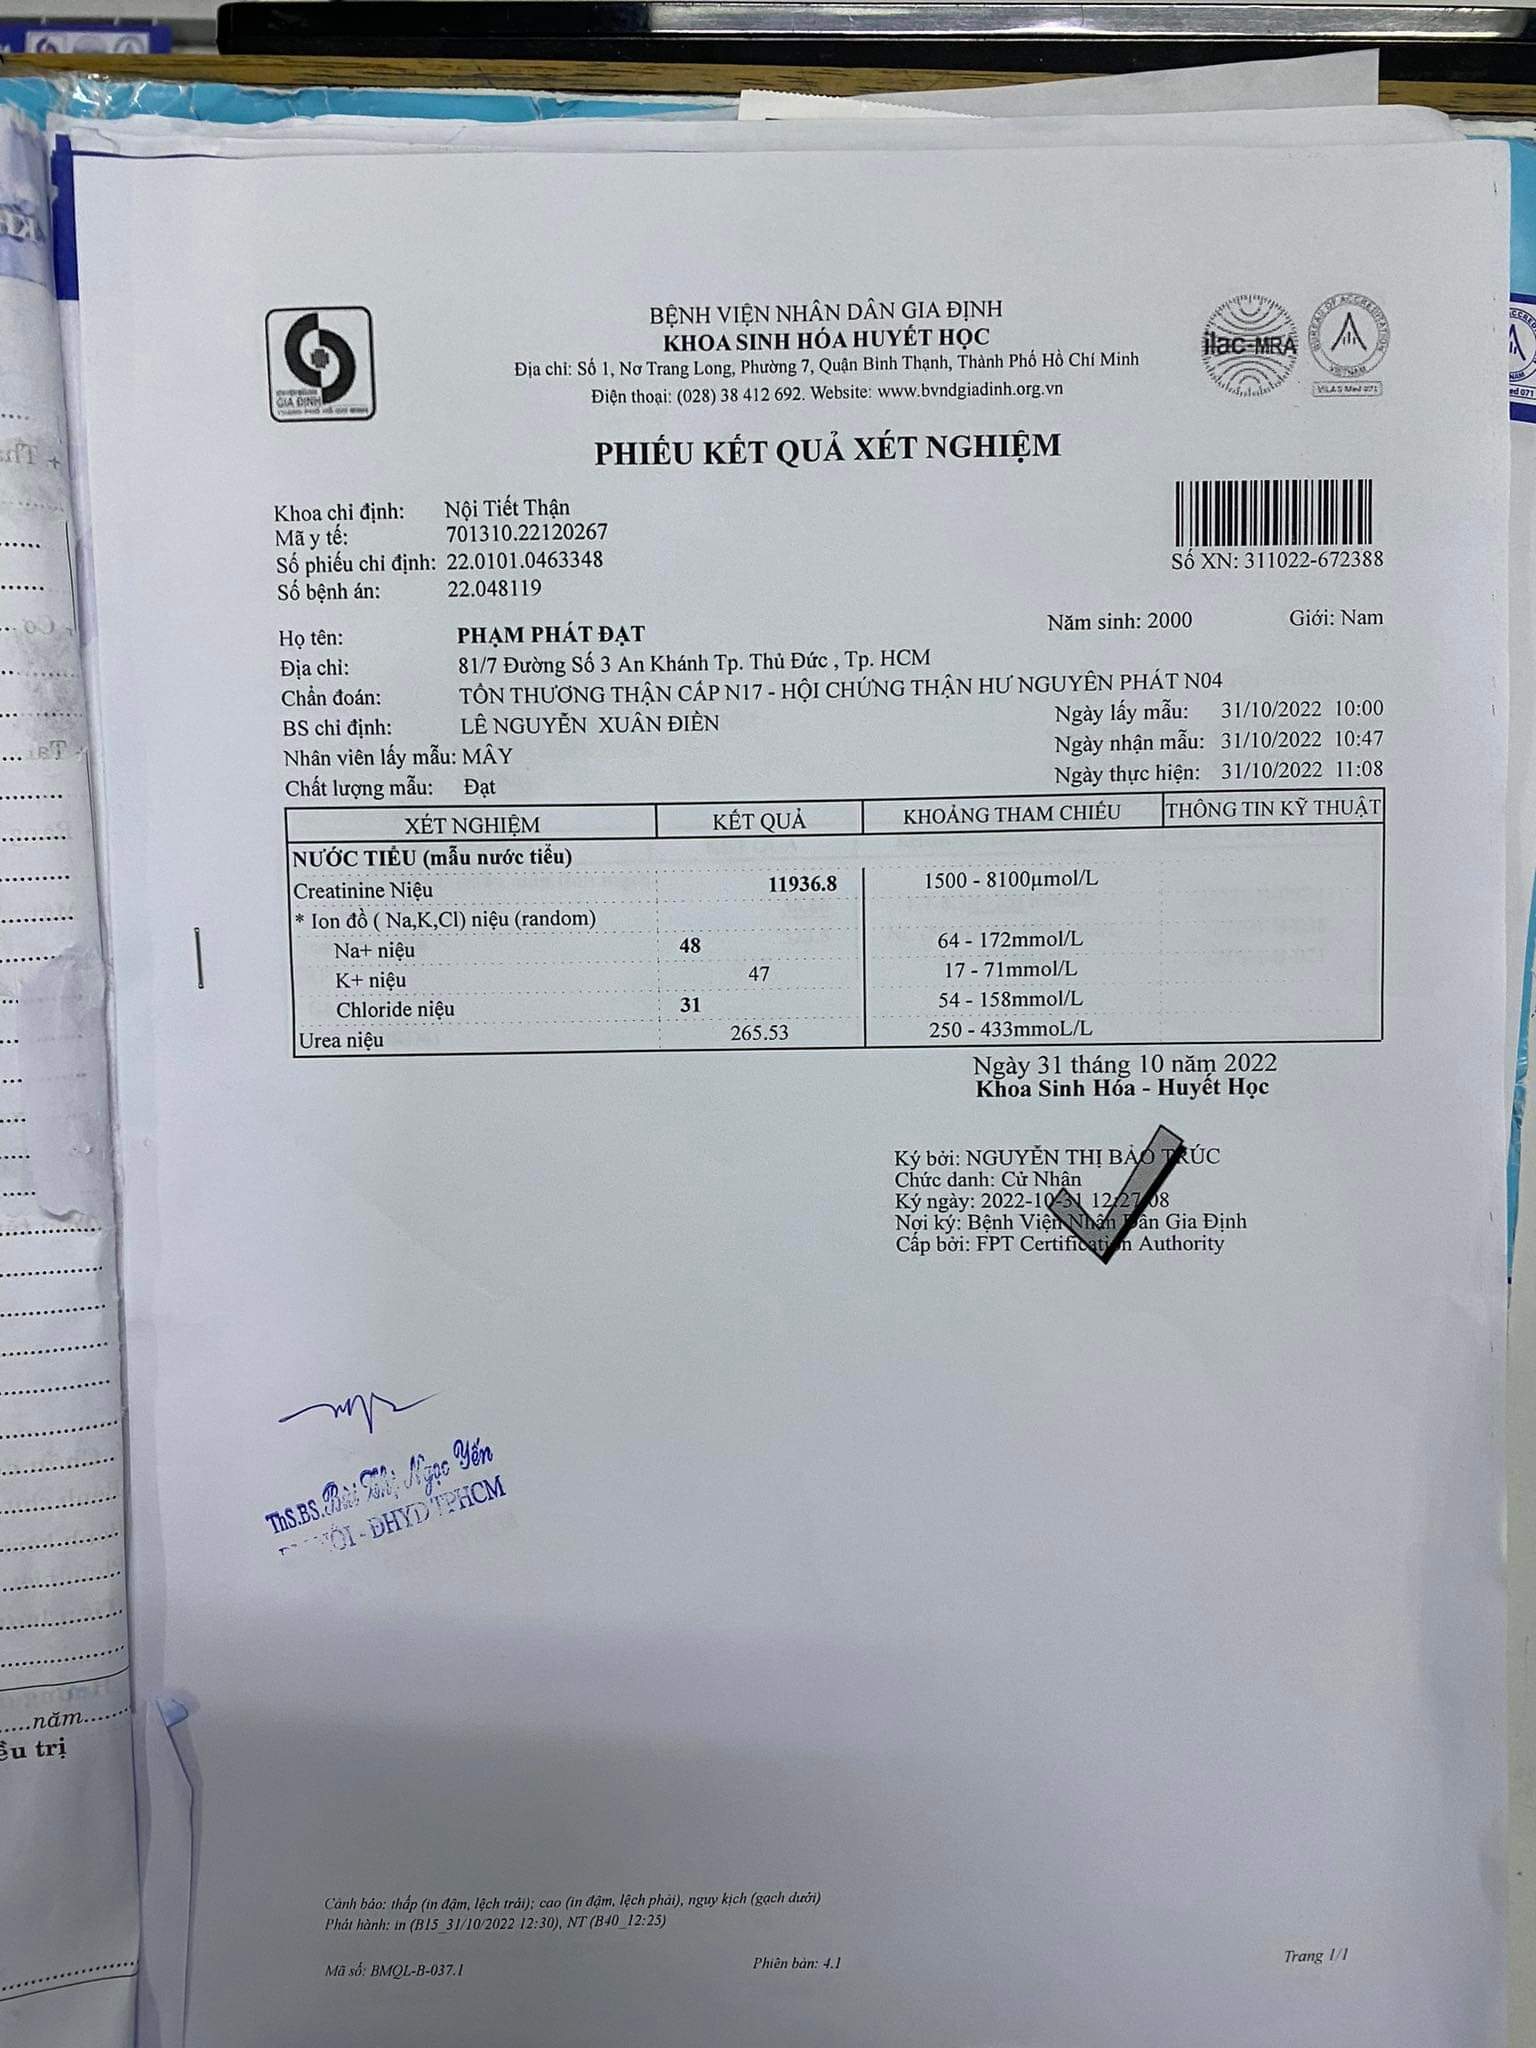 BỆNH VIỆN NHÂN DÂN GIA ĐỊNH
KHOA SINH HÓA HUYẾT HỌC
Địa chỉ: Số 1, Nơ Trang Long, Phường 7, Quận Bình Thạnh, Thành Phố Hồ Chí Minh
Điện thoại: (028) 38 412 692. Website: www.bvndgiadinh.org.vn
GIA ĐỊNH
ilac-MRA
BUREAU OF ACCREDITATION
VIETNAM
VILAS Med 071
PHIẾU KẾT QUẢ XÉT NGHIỆM
Khoa chỉ định: Nội Tiết Thận
Mã y tế: 701310.22120267
Số phiếu chỉ định: 22.0101.0463348
Số XN: 311022-672388
Số bệnh án: 22.048119
Họ tên: PHẠM PHÁT ĐẠT Năm sinh: 2000 Giới: Nam
Địa chỉ: 81/7 Đường Số 3 An Khánh Tp. Thủ Đức , Tp. HCM
Chẩn đoán: TỔN THƯƠNG THẬN CẤP N17 - HỘI CHỨNG THẬN HƯ NGUYÊN PHÁT N04
BS chỉ định: LÊ NGUYỄN XUÂN ĐIỀN Ngày lấy mẫu: 31/10/2022 10:00
Nhân viên lấy mẫu: MÂY Ngày nhận mẫu: 31/10/2022 10:47
Chất lượng mẫu: Đạt Ngày thực hiện: 31/10/2022 11:08
XÉT NGHIỆM KẾT QUẢ KHOẢNG THAM CHIẾU THÔNG TIN KỸ THUẬT
NƯỚC TIỂU (mẫu nước tiểu)
Creatinine Niệu 11936.8 1500 - 8100µmol/L
* Ion đồ ( Na,K,Cl) niệu (random)
Na+ niệu 48 64 - 172mmol/L
K+ niệu 47 17 - 71mmol/L
Chloride niệu 31 54 - 158mmol/L
Urea niệu 265.53 250 - 433mmoL/L
Ngày 31 tháng 10 năm 2022
Khoa Sinh Hóa - Huyết Học
Ký bởi: NGUYỄN THỊ BẢO TRÚC
Chức danh: Cử Nhân
Ký ngày: 2022-10-31 12:27:08
Nơi ký: Bệnh Viện Nhân Dân Gia Định
Cấp bởi: FPT Certification Authority
ThS.BS. Bùi Thị Ngọc Yến
NỘI - ĐHYD TPHCM
.....năm......
ều trị
Cảnh báo: thấp (in đậm, lệch trái); cao (in đậm, lệch phải), nguy kịch (gạch dưới)
Phát hành: in (B15_31/10/2022 12:30), NT (B40_12:25)
Mã số: BMQL-B-037.1 Phiên bản: 4.1 Trang 1/1